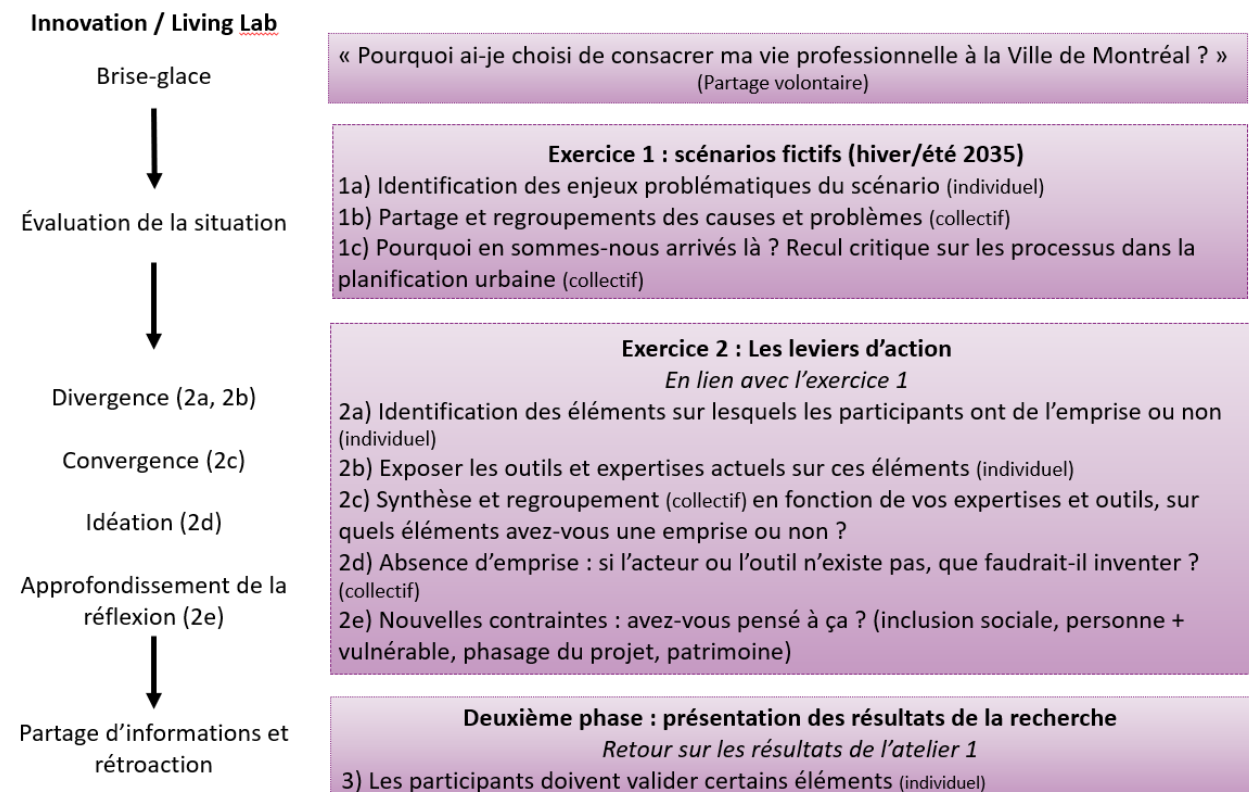 Innovation / Living Lab
Brise-glace
« Pourquoi ai-je choisi de consacrer ma vie professionnelle à la Ville de Montréal ? »
(Partage volontaire)
Évaluation de la situation
Exercice 1 : scénarios fictifs (hiver/été 2035)
1a) Identification des enjeux problématiques du scénario (individuel)
1b) Partage et regroupements des causes et problèmes (collectif)
1c) Pourquoi en sommes-nous arrivés là ? Recul critique sur les processus dans la
planification urbaine (collectif)
Divergence (2a, 2b)
Convergence (2c)
Idéation (2d)
Approfondissement de la
réflexion (2e)
Exercice 2 : Les leviers d’action
En lien avec l’exercice 1
2a) Identification des éléments sur lesquels les participants ont de l’emprise ou non
(individuel)
2b) Exposer les outils et expertises actuels sur ces éléments (individuel)
2c) Synthèse et regroupement (collectif) en fonction de vos expertises et outils, sur
quels éléments avez-vous une emprise ou non ?
2d) Absence d’emprise : si l’acteur ou l’outil n’existe pas, que faudrait-il inventer ?
(collectif)
2e) Nouvelles contraintes : avez-vous pensé à ça ? (inclusion sociale, personne +
vulnérable, phasage du projet, patrimoine)
Partage d’informations et
rétroaction
Deuxième phase : présentation des résultats de la recherche
Retour sur les résultats de l’atelier 1
3) Les participants doivent valider certains éléments (individuel)